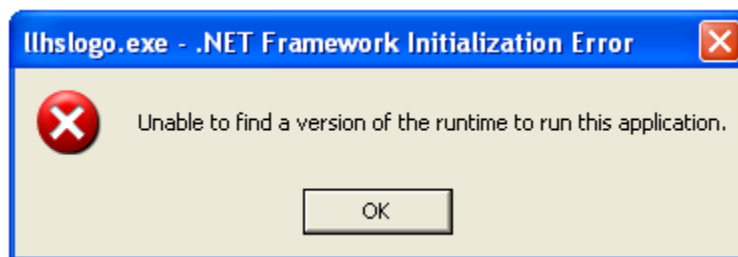 llhslogo.exe - .NET Framework Initialization Error
Unable to find a version of the runtime to run this application.
OK